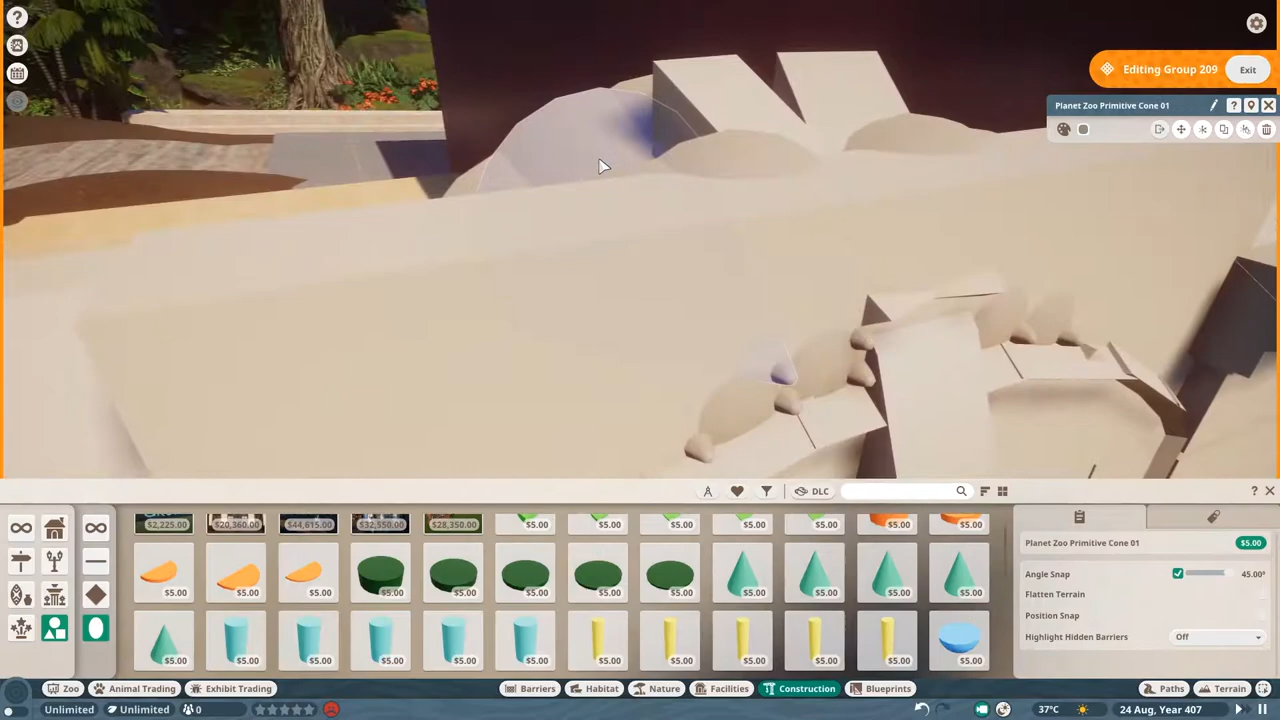 Editing Group 209
Exit
Planet Zoo Primitive Cone 01
DLC
$2,225.00 $20,360.00 $44,615.00 $32,550.00 $28,350.00 $5.00 $5.00 $5.00 $5.00 $5.00 $5.00 $5.00
$5.00 $5.00 $5.00 $5.00 $5.00 $5.00 $5.00 $5.00 $5.00 $5.00 $5.00 $5.00
$5.00 $5.00 $5.00 $5.00 $5.00 $5.00 $5.00 $5.00 $5.00 $5.00 $5.00 $5.00
Planet Zoo Primitive Cone 01 $5.00
Angle Snap 45.00°
Flatten Terrain
Position Snap
Highlight Hidden Barriers Off
Zoo Animal Trading Exhibit Trading Barriers Habitat Nature Facilities Construction Blueprints Paths Terrain
Unlimited Unlimited 0 37°C 24 Aug, Year 407